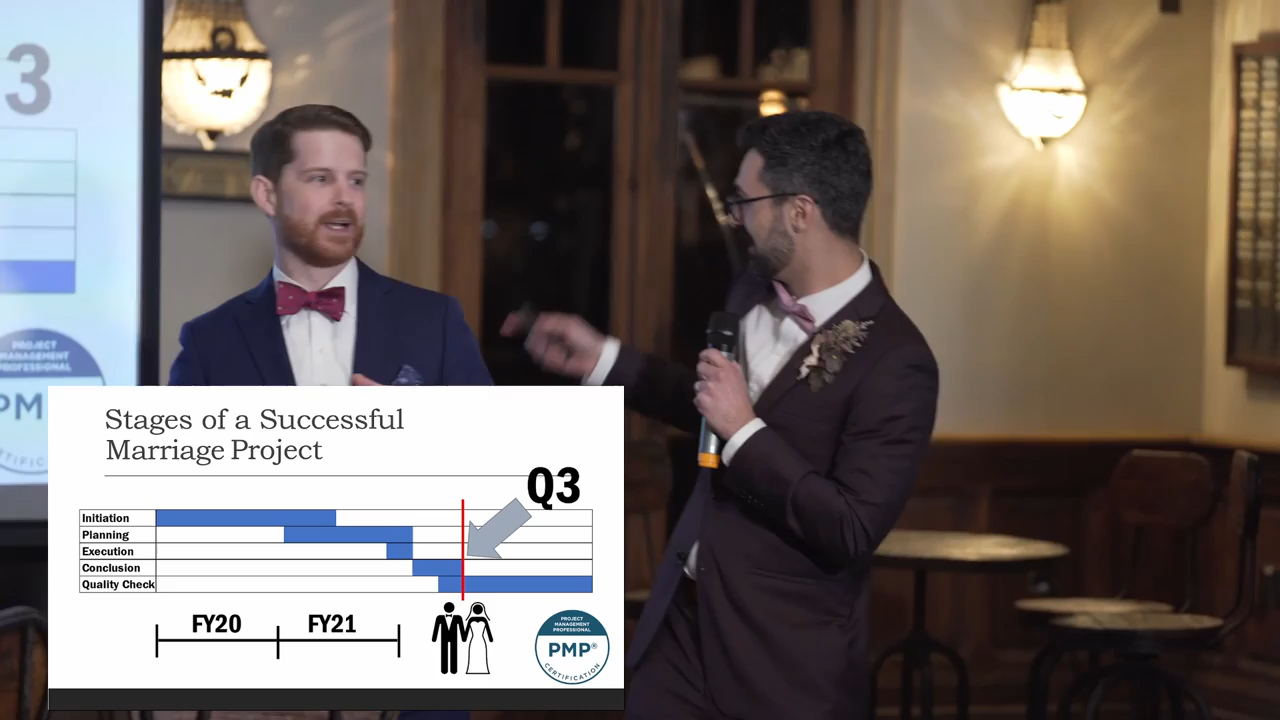 3
PROJECT
MANAGEMENT
PROFESSIONAL
PM
Stages of a Successful
Marriage Project
Q3
Initiation
Planning
Execution
Conclusion
Quality Check
FY20
FY21
PROJECT
MANAGEMENT
PROFESSIONAL
PMP®
CERTIFICATION